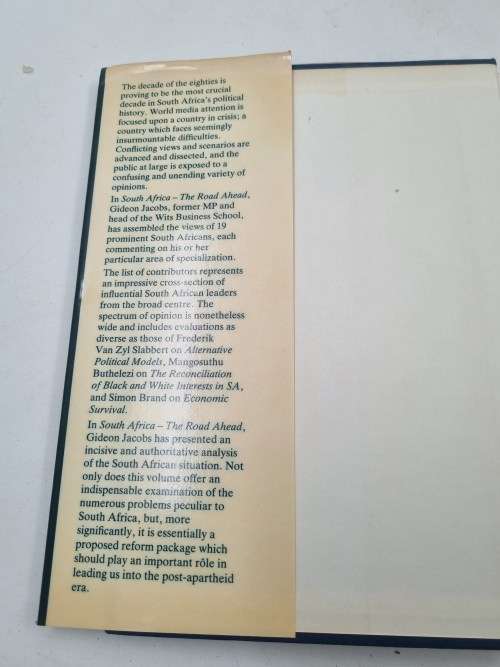 The decade of the eighties is
proving to be the most crucial
decade in South Africa's political
history. World media attention is
focused upon a country in crisis; a
country which faces seemingly
insurmountable difficulties.
Conflicting views and scenarios are
advanced and dissected, and the
public at large is exposed to a
confusing and unending variety of
opinions.
In South Africa – The Road Ahead,
Gideon Jacobs, former MP and
head of the Wits Business School,
has assembled the views of 19
prominent South Africans, each
commenting on his or her
particular area of specialization.
The list of contributors represents
an impressive cross-section of
influential South African leaders
from the broad centre. The
spectrum of opinion is nonetheless
wide and includes evaluations as
diverse as those of Frederik
Van Zyl Slabbert on Alternative
Political Models, Mangosuthu
Buthelezi on The Reconciliation
of Black and White Interests in SA,
and Simon Brand on Economic
Survival.
In South Africa – The Road Ahead,
Gideon Jacobs has presented an
incisive and authoritative analysis
of the South African situation. Not
only does this volume offer an
indispensable examination of the
numerous problems peculiar to
South Africa, but, more
significantly, it is essentially a
proposed reform package which
should play an important rôle in
leading us into the post-apartheid
era.